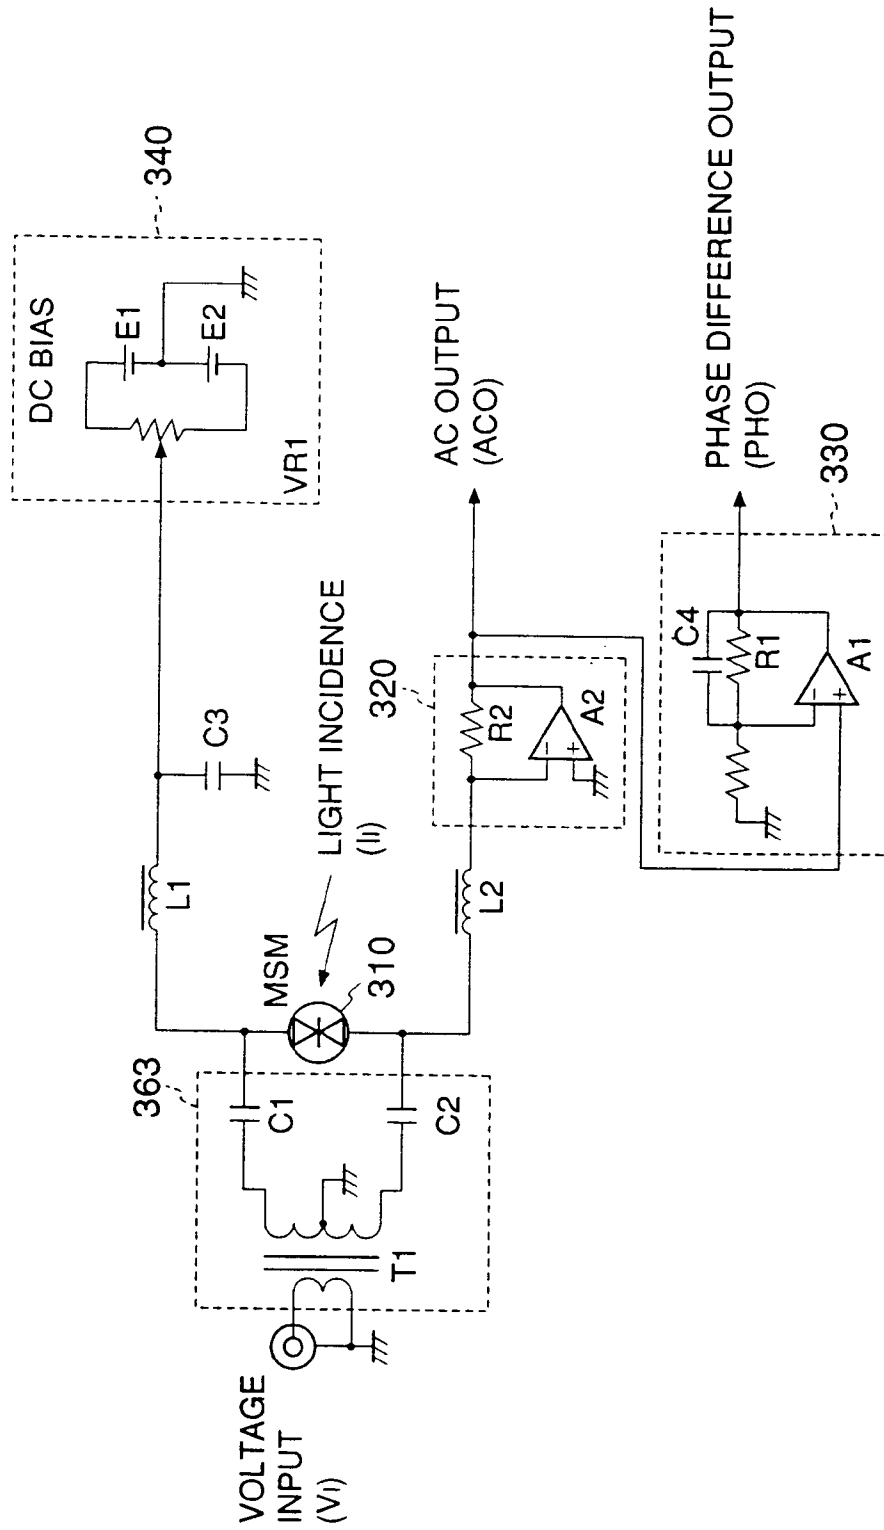 340
DC BIAS
E1
E2
VR1
C3
L1
LIGHT INCIDENCE
(Ii)
MSM
310
363
C1
C2
T1
VOLTAGE
INPUT
(Vi)
L2
320
R2
A2
AC OUTPUT
(ACO)
PHASE DIFFERENCE OUTPUT
(PHO)
330
C4
R1
A1